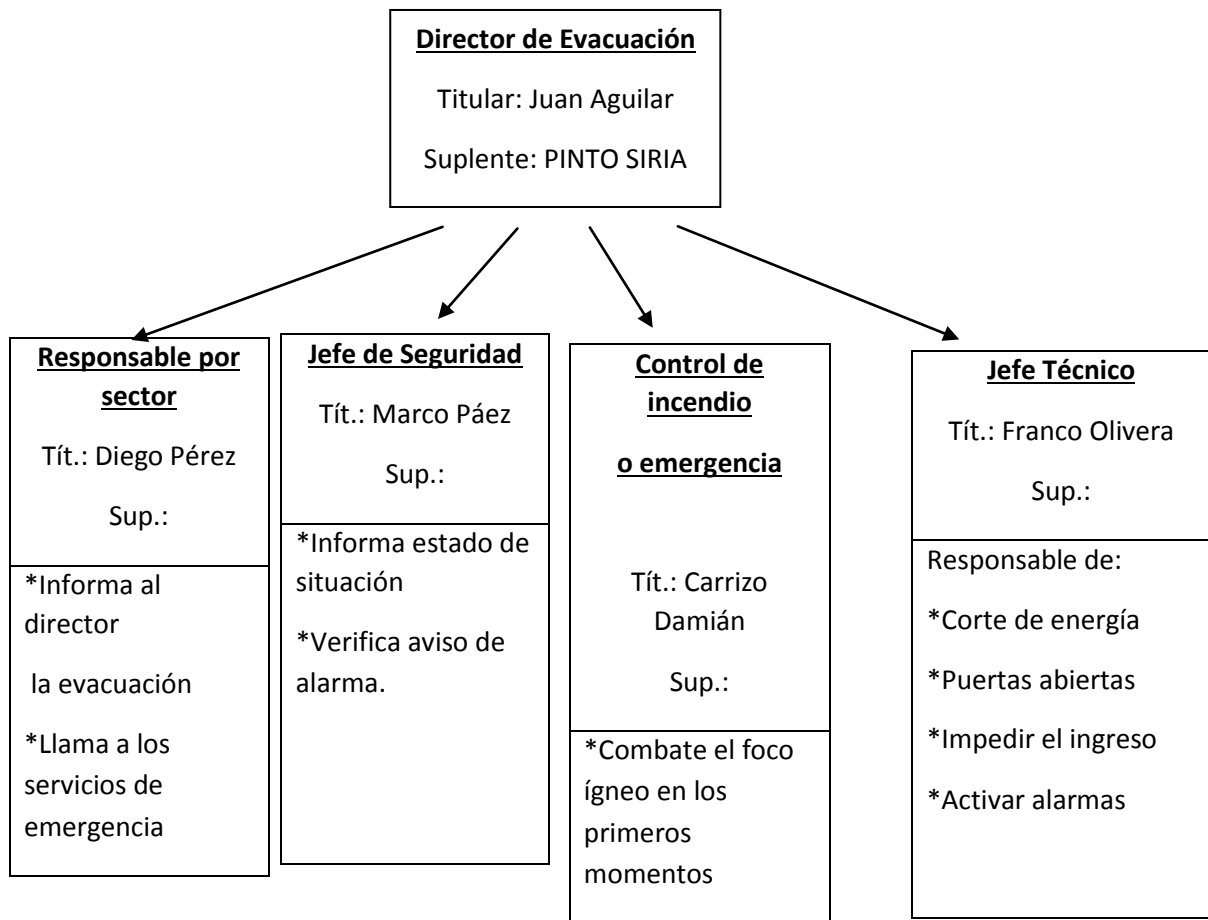 Director de Evacuación
Titular: Juan Aguilar
Suplente: PINTO SIRIA
Responsable por
sector
Tít.: Diego Pérez
Sup.:
*Informa al
director
la evacuación
*Llama a los
servicios de
emergencia
Jefe de Seguridad
Tít.: Marco Páez
Sup.:
*Informa estado de
situación
*Verifica aviso de
alarma.
Control de
incendio
o emergencia
Tít.: Carrizo
Damián
Sup.:
*Combate el foco
ígneo en los
primeros
momentos
Jefe Técnico
Tít.: Franco Olivera
Sup.:
Responsable de:
*Corte de energía
*Puertas abiertas
*Impedir el ingreso
*Activar alarmas